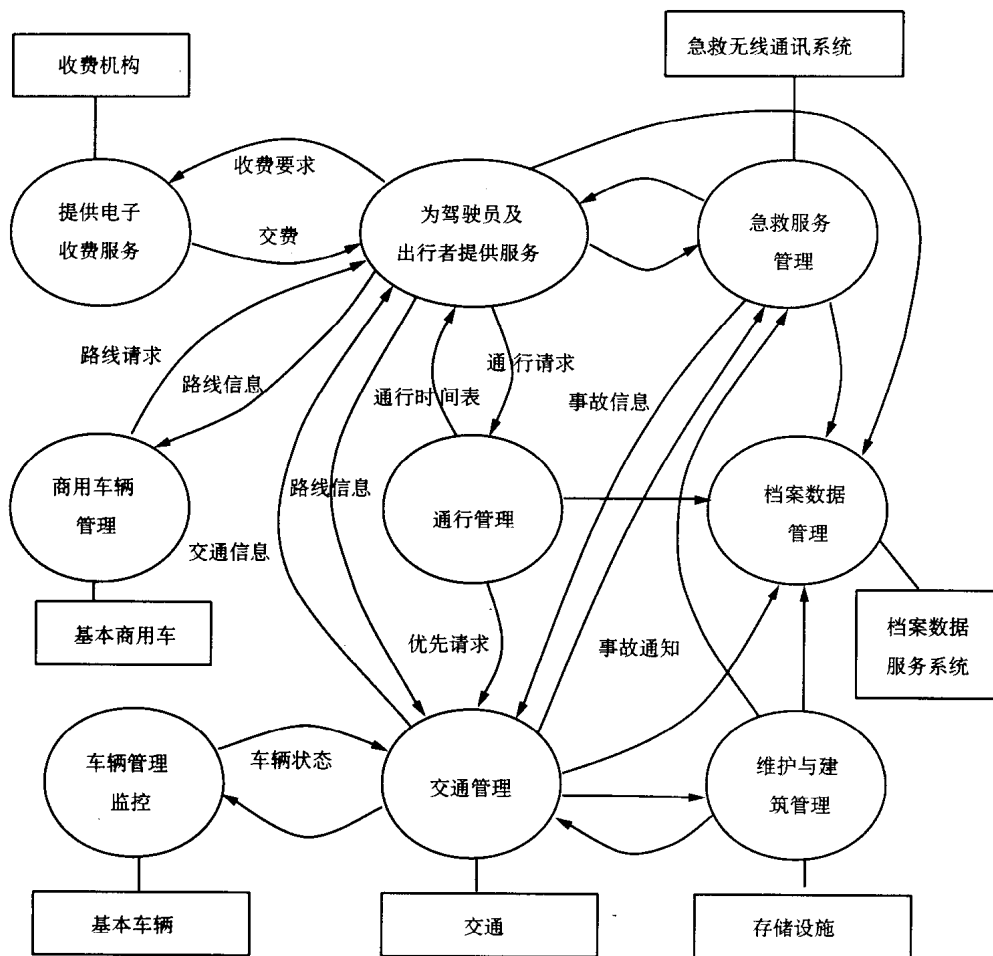 收费机构
急救无线通讯系统
收费要求
提供电子
收费服务
交费
为驾驶员及
出行者提供服务
急救服务
管理
路线请求
路线信息
通行时间表
通行请求
事故信息
商用车辆
管理
路线信息
通行管理
档案数据
管理
交通信息
基本商用车
优先请求
事故通知
档案数据
服务系统
车辆管理
监控
车辆状态
交通管理
维护与建
筑管理
基本车辆
交通
存储设施